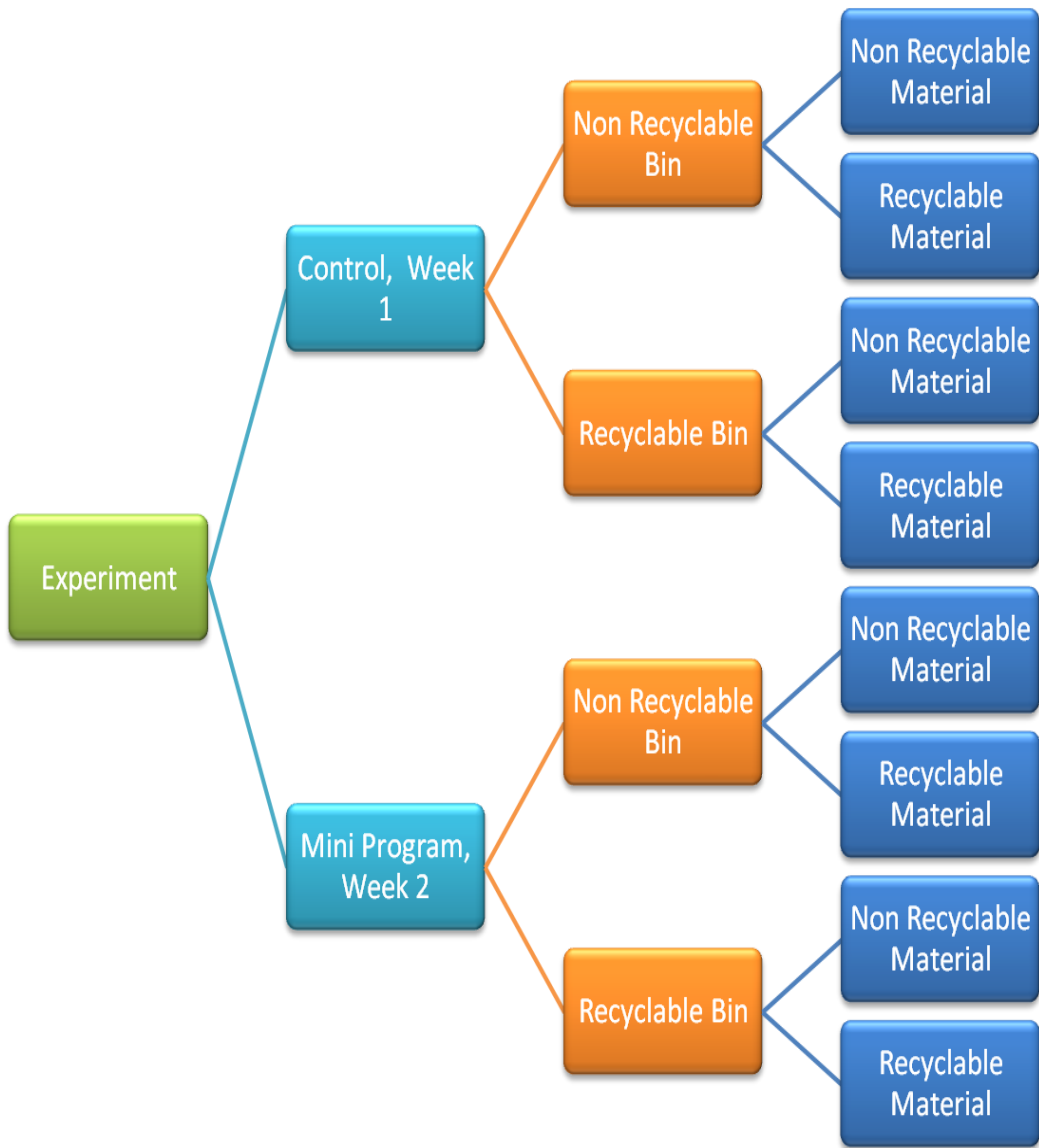 Experiment
Control, Week
1
Non Recyclable
Bin
Non Recyclable
Material
Recyclable
Material
Recyclable Bin
Non Recyclable
Material
Recyclable
Material
Mini Program,
Week 2
Non Recyclable
Bin
Non Recyclable
Material
Recyclable
Material
Recyclable Bin
Non Recyclable
Material
Recyclable
Material